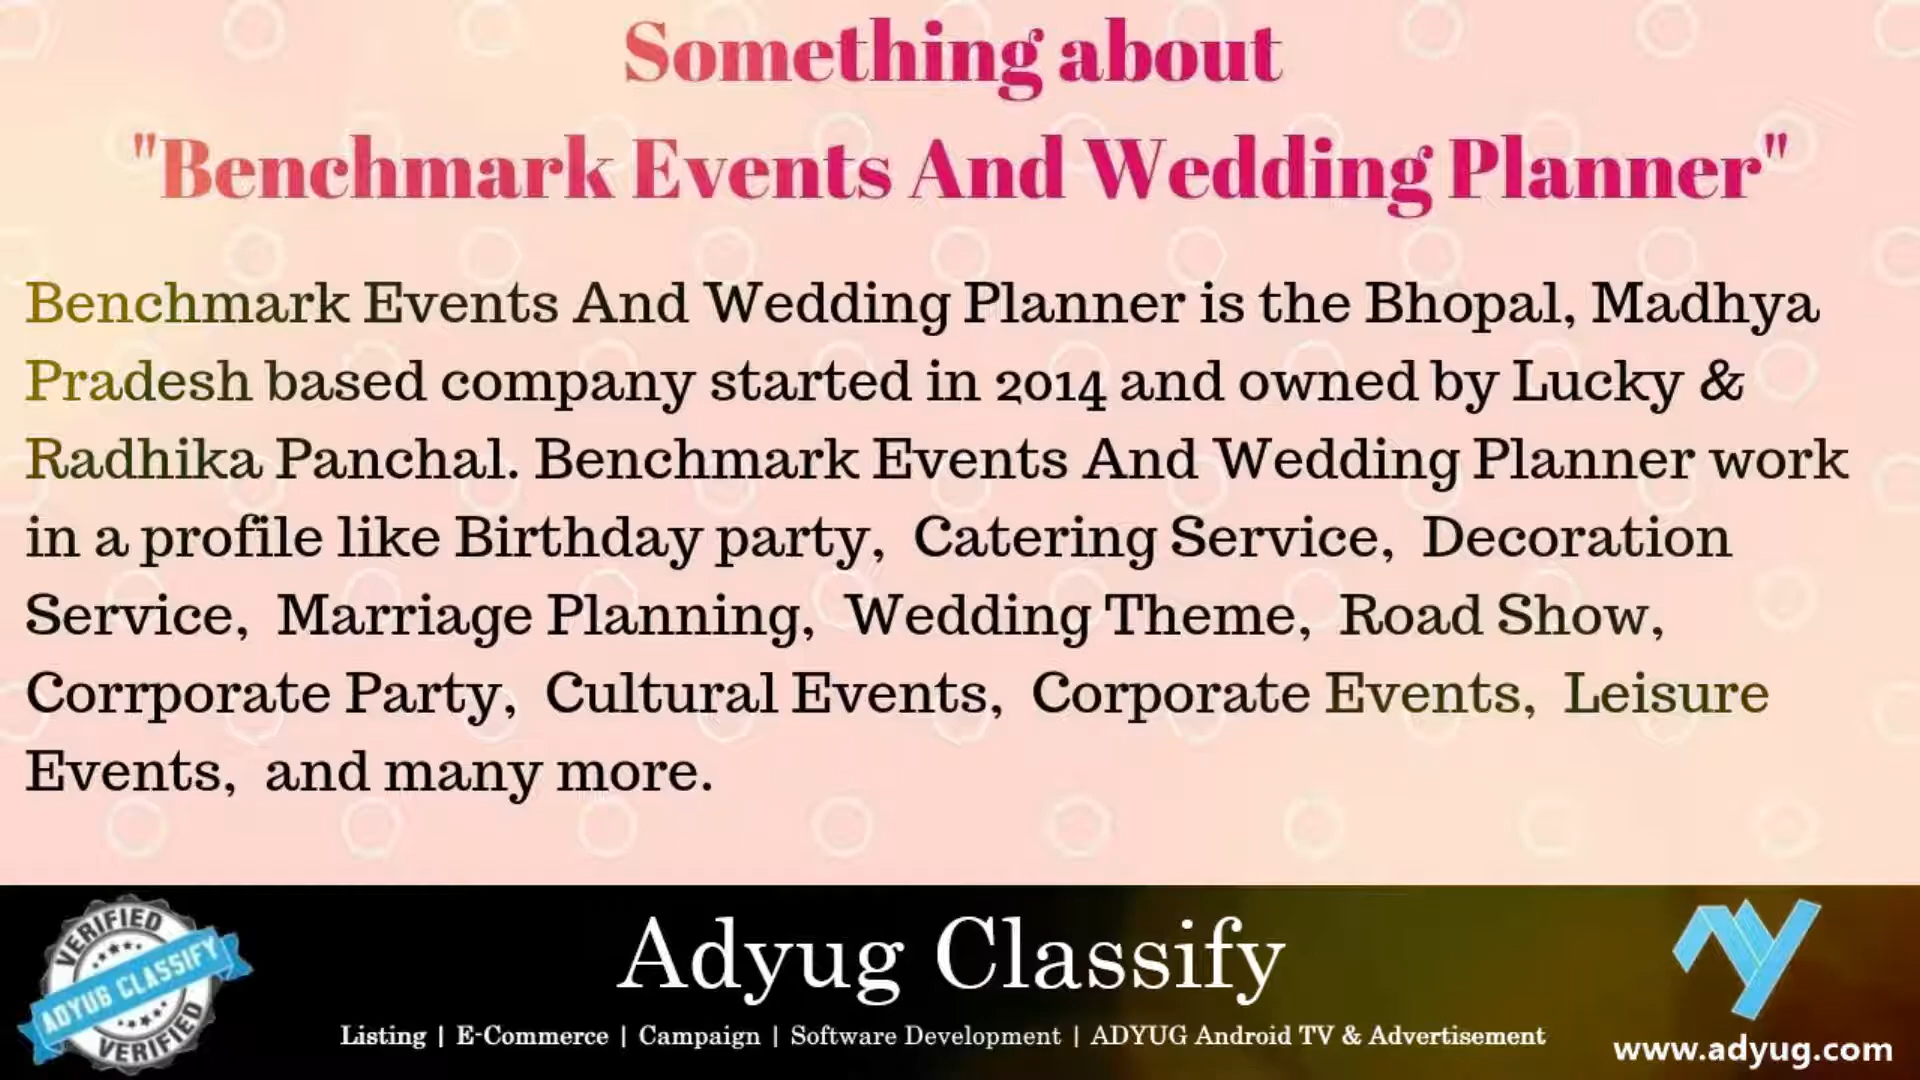 Something about
"Benchmark Events And Wedding Planner"
Benchmark Events And Wedding Planner is the Bhopal, Madhya
Pradesh based company started in 2014 and owned by Lucky &
Radhika Panchal. Benchmark Events And Wedding Planner work
in a profile like Birthday party, Catering Service, Decoration
Service, Marriage Planning, Wedding Theme, Road Show,
Corrporate Party, Cultural Events, Corporate Events, Leisure
Events, and many more.
VERIFIED
ADYUG CLASSIFY
VERIFIED
Adyug Classify
Listing | E-Commerce | Campaign | Software Development | ADYUG Android TV & Advertisement
www.adyug.com